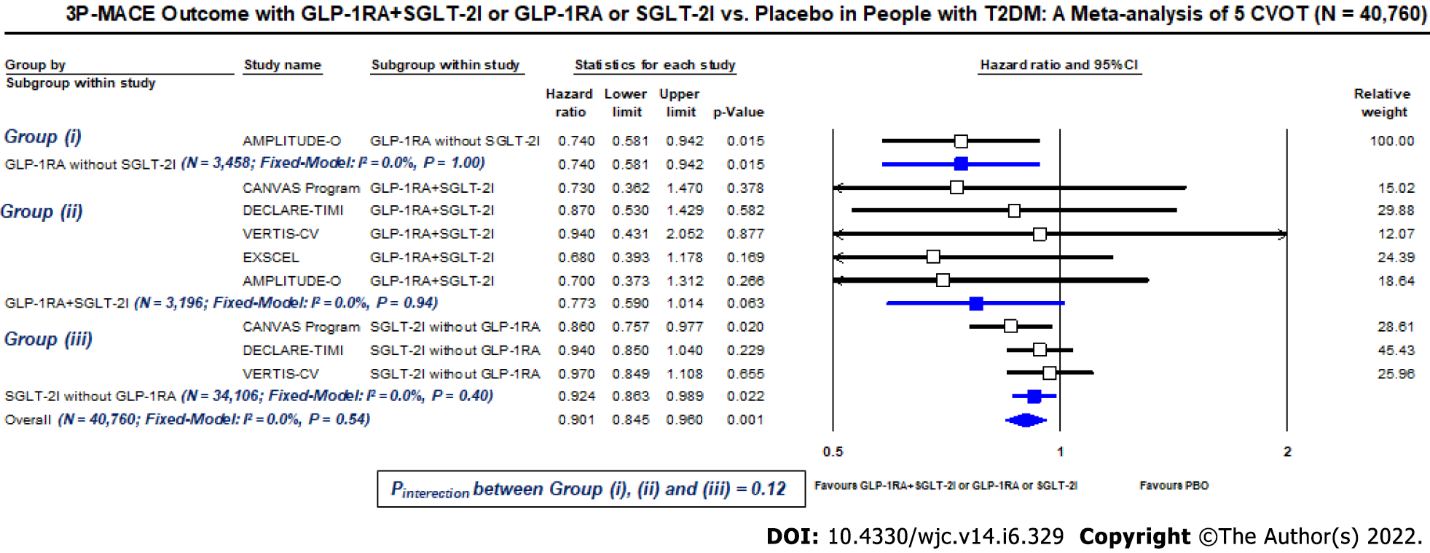 3P-MACE Outcome with GLP-1RA+SGLT-2I or GLP-1RA or SGLT-2I vs. Placebo in People with T2DM: A Meta-analysis of 5 CVOT (N = 40,760)
Group by Study name Subgroup within study Statistics for each study Hazard ratio and 95%CI
Subgroup within study
Hazard ratio Lower limit Upper limit p-Value Relative weight
Group (i) AMPLITUDE-O GLP-1RA without SGLT-2I 0.740 0.581 0.942 0.015 100.00
GLP-1RA without SGLT-2I (N = 3,458; Fixed-Model: I² = 0.0%, P = 1.00) 0.740 0.581 0.942 0.015
CANVAS Program GLP-1RA+SGLT-2I 0.730 0.362 1.470 0.378 15.02
Group (ii) DECLARE-TIMI GLP-1RA+SGLT-2I 0.870 0.530 1.429 0.582 29.88
VERTIS-CV GLP-1RA+SGLT-2I 0.940 0.431 2.052 0.877 12.07
EXSCEL GLP-1RA+SGLT-2I 0.680 0.393 1.178 0.169 24.39
AMPLITUDE-O GLP-1RA+SGLT-2I 0.700 0.373 1.312 0.266 18.64
GLP-1RA+SGLT-2I (N = 3,196; Fixed-Model: I² = 0.0%, P = 0.94) 0.773 0.590 1.014 0.063
CANVAS Program SGLT-2I without GLP-1RA 0.860 0.757 0.977 0.020 28.61
Group (iii) DECLARE-TIMI SGLT-2I without GLP-1RA 0.940 0.850 1.040 0.229 45.43
VERTIS-CV SGLT-2I without GLP-1RA 0.970 0.849 1.108 0.655 25.96
SGLT-2I without GLP-1RA (N = 34,106; Fixed-Model: I² = 0.0%, P = 0.40) 0.924 0.863 0.989 0.022
Overall (N = 40,760; Fixed-Model: I² = 0.0%, P = 0.54) 0.901 0.845 0.960 0.001
0.5 1 2
Pinterection between Group (i), (ii) and (iii) = 0.12
Favours GLP-1RA+SGLT-2I or GLP-1RA or SGLT-2I Favours PBO
DOI: 10.4330/wjc.v14.i6.329 Copyright ©The Author(s) 2022.